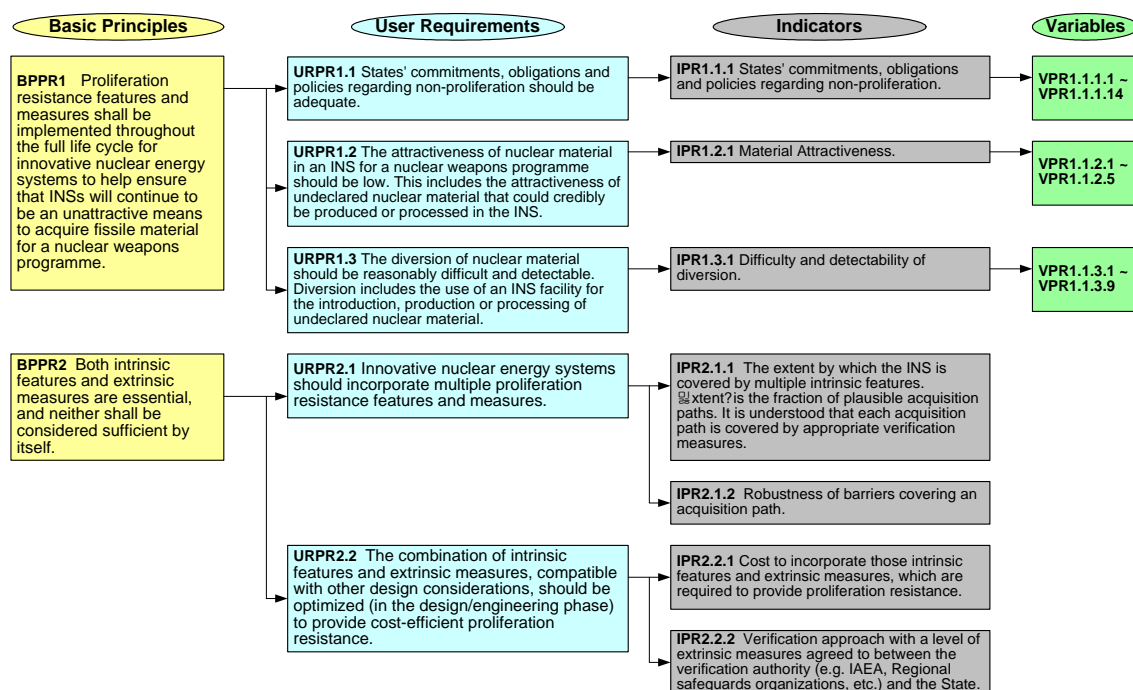 Basic Principles
User Requirements
Indicators
Variables
BPPR1 Proliferation
resistance features and
measures shall be
implemented throughout
the full life cycle for
innovative nuclear energy
systems to help ensure
that INSs will continue to
be an unattractive means
to acquire fissile material
for a nuclear weapons
programme.
URPR1.1 States' commitments, obligations and
policies regarding non-proliferation should be
adequate.
IPR1.1.1 States' commitments, obligations
and policies regarding non-proliferation.
VPR1.1.1.1 ~
VPR1.1.1.14
URPR1.2 The attractiveness of nuclear material
in an INS for a nuclear weapons programme
should be low. This includes the attractiveness of
undeclared nuclear material that could credibly
be produced or processed in the INS.
IPR1.2.1 Material Attractiveness.
VPR1.1.2.1 ~
VPR1.1.2.5
URPR1.3 The diversion of nuclear material
should be reasonably difficult and detectable.
Diversion includes the use of an INS facility for
the introduction, production or processing of
undeclared nuclear material.
IPR1.3.1 Difficulty and detectability of
diversion.
VPR1.1.3.1 ~
VPR1.1.3.9
BPPR2 Both intrinsic
features and extrinsic
measures are essential,
and neither shall be
considered sufficient by
itself.
URPR2.1 Innovative nuclear energy systems
should incorporate multiple proliferation
resistance features and measures.
IPR2.1.1 The extent by which the INS is
covered by multiple intrinsic features.
밃xtent?is the fraction of plausible acquisition
paths. It is understood that each acquisition
path is covered by appropriate verification
measures.
IPR2.1.2 Robustness of barriers covering an
acquisition path.
URPR2.2 The combination of intrinsic
features and extrinsic measures, compatible
with other design considerations, should be
optimized (in the design/engineering phase)
to provide cost-efficient proliferation
resistance.
IPR2.2.1 Cost to incorporate those intrinsic
features and extrinsic measures, which are
required to provide proliferation resistance.
IPR2.2.2 Verification approach with a level of
extrinsic measures agreed to between the
verification authority (e.g. IAEA, Regional
safeguards organizations, etc.) and the State.